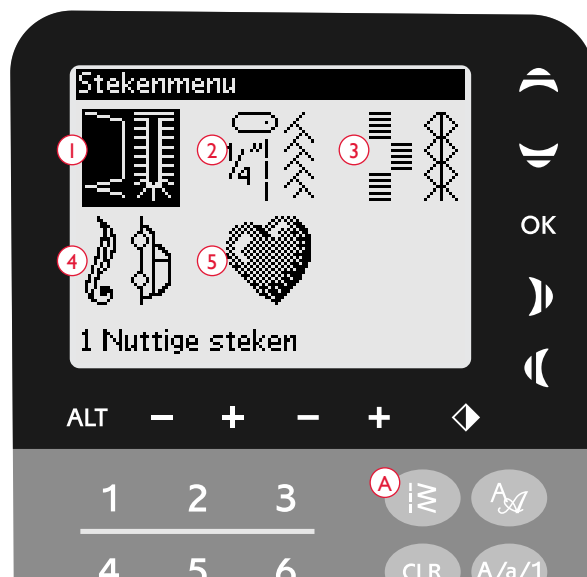 Stekenmenu
1
2
1/4"
3
4
5
1 Nuttige steken
OK
ALT − + − +
1 2 3
A
A
4 5 6
CLR A/a/1